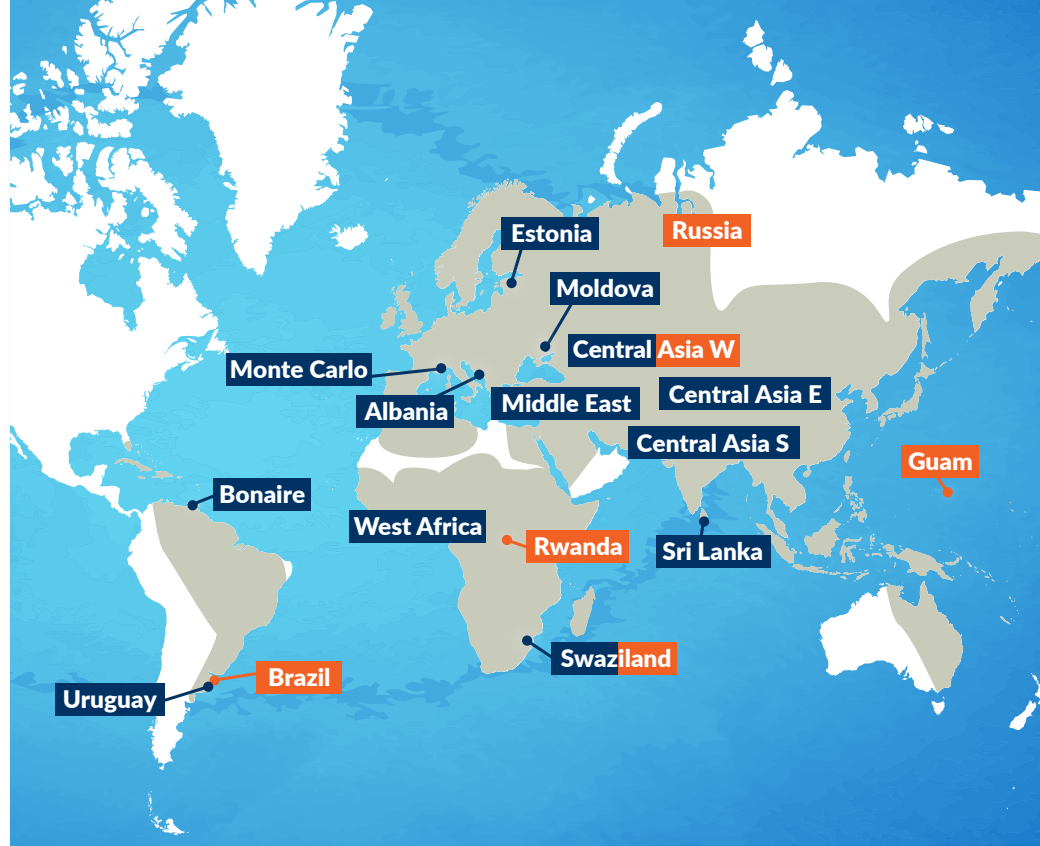 Russia
Estonia
Moldova
Central Asia W
Monte Carlo
Central Asia E
Middle East
Albania
Central Asia S
Guam
Bonaire
West Africa
Rwanda
Sri Lanka
Swaziland
Brazil
Uruguay